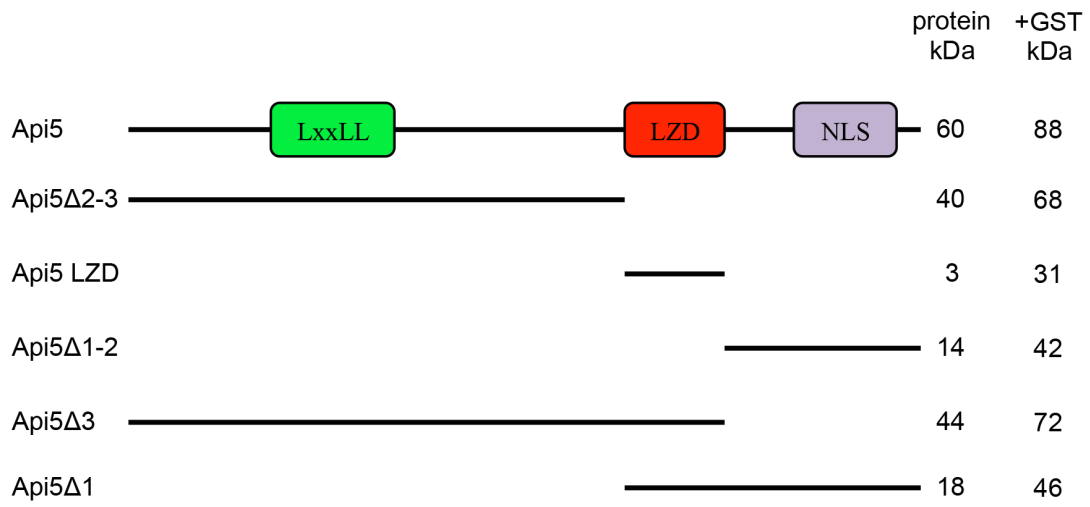 protein +GST
kDa kDa
Api5 LxxLL LZD NLS 60 88
Api5Δ2-3 40 68
Api5 LZD 3 31
Api5Δ1-2 14 42
Api5Δ3 44 72
Api5Δ1 18 46